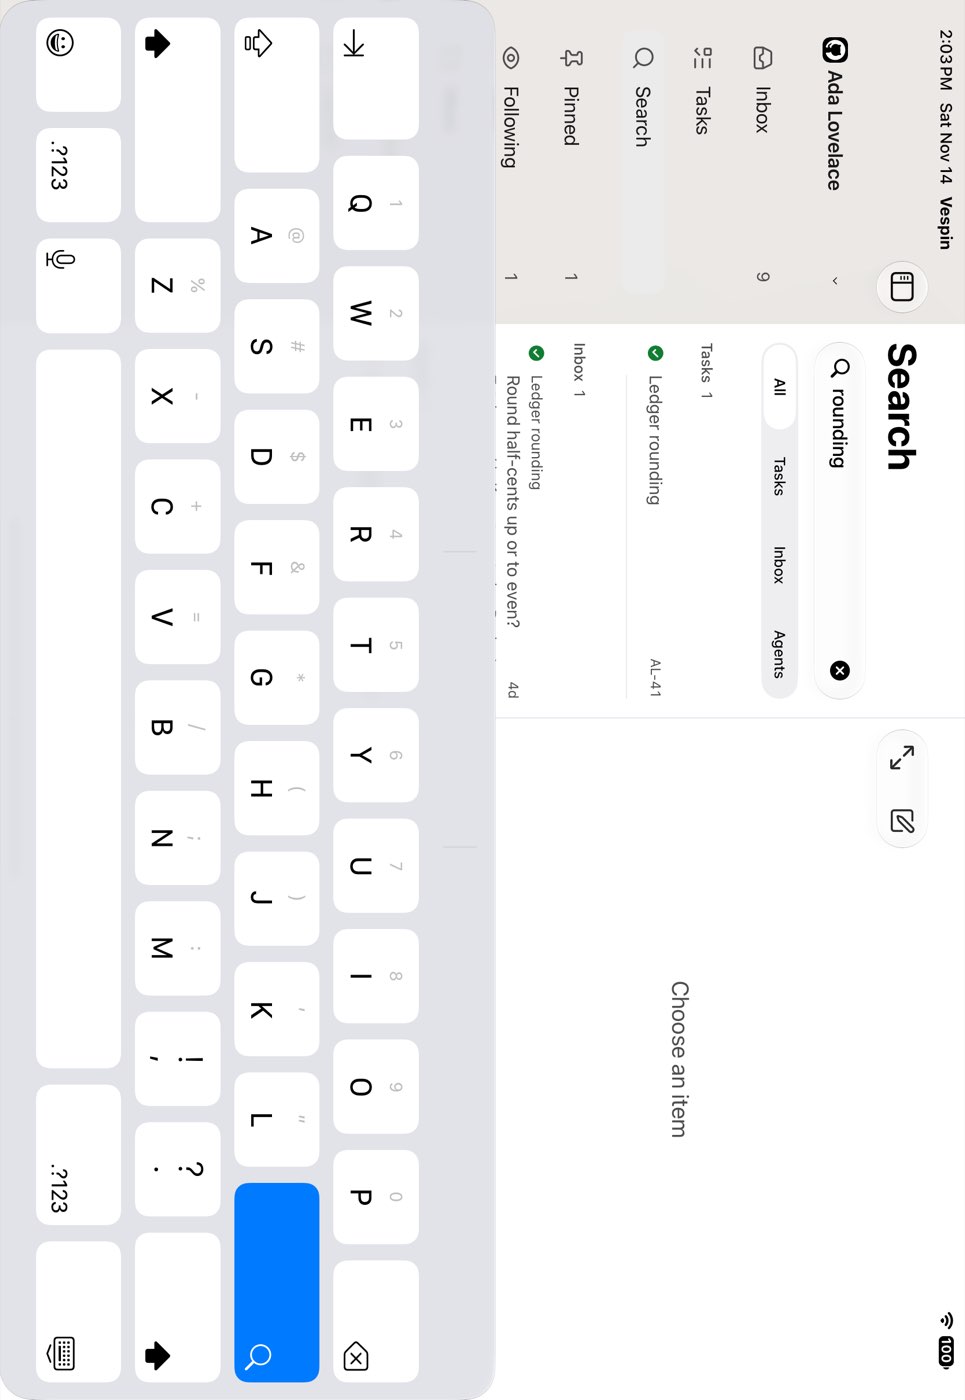 2:03 PM Sat Nov 14 Vespin
100
Ada Lovelace
Inbox 9
Tasks
Search
Pinned 1
Following 1
Search
rounding
All Tasks Inbox Agents
Tasks 1
Ledger rounding AL-41
Inbox 1
Ledger rounding
Round half-cents up or to even? 4d
Choose an item
1 2 3 4 5 6 7 8 9 0
Q W E R T Y U I O P
@ # $ & * ( ) ' "
A S D F G H J K L
% - + = / ; : ! ?
Z X C V B N M , .
.?123 .?123